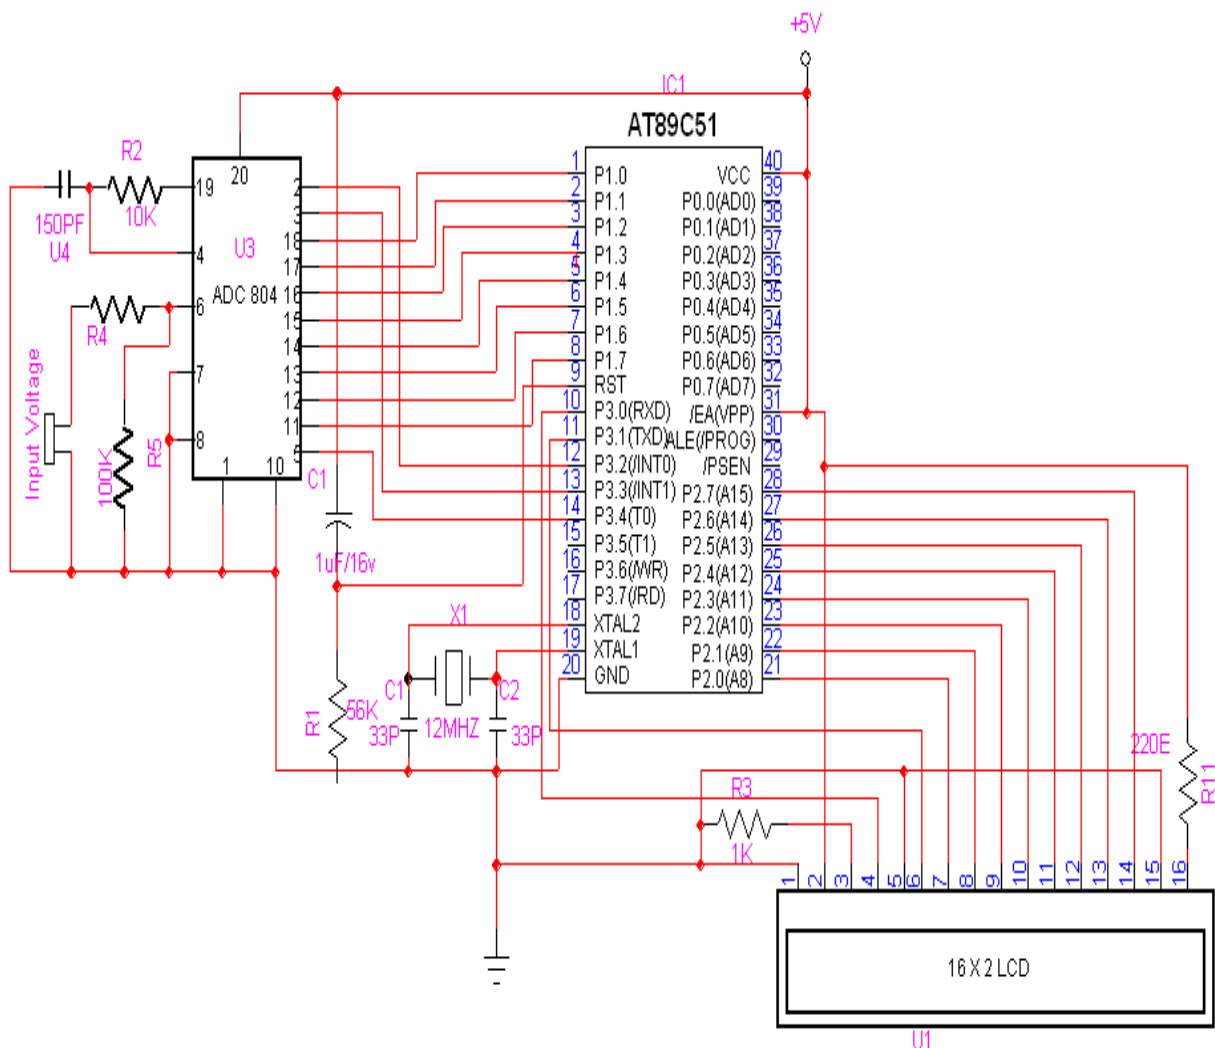 +5V
IC1
AT89C51
R2
10K
150PF
U4
R4
Input Voltage
100K
R5
U3
ADC 804
20
19
4
6
7
8
1
10
2
3
18
17
16
15
14
13
12
11
5
C1
1uF/16v
R1
56K
X1
C1
C2
33P
12MHZ
33P
1 P1.0
2 P1.1
3 P1.2
4 P1.3
5 P1.4
6 P1.5
7 P1.6
8 P1.7
9 RST
10 P3.0(RXD)
11 P3.1(TXD)
12 P3.2(/INT0)
13 P3.3(/INT1)
14 P3.4(T0)
15 P3.5(T1)
16 P3.6(/WR)
17 P3.7(/RD)
18 XTAL2
19 XTAL1
20 GND
VCC 40
P0.0(AD0) 39
P0.1(AD1) 38
P0.2(AD2) 37
P0.3(AD3) 36
P0.4(AD4) 35
P0.5(AD5) 34
P0.6(AD6) 33
P0.7(AD7) 32
/EA(VPP) 31
ALE(/PROG) 30
/PSEN 29
P2.7(A15) 28
P2.6(A14) 27
P2.5(A13) 26
P2.4(A12) 25
P2.3(A11) 24
P2.2(A10) 23
P2.1(A9) 22
P2.0(A8) 21
220E
R11
R3
1K
1 2 3 4 5 6 7 8 9 10 11 12 13 14 15 16
16 X 2 LCD
U1